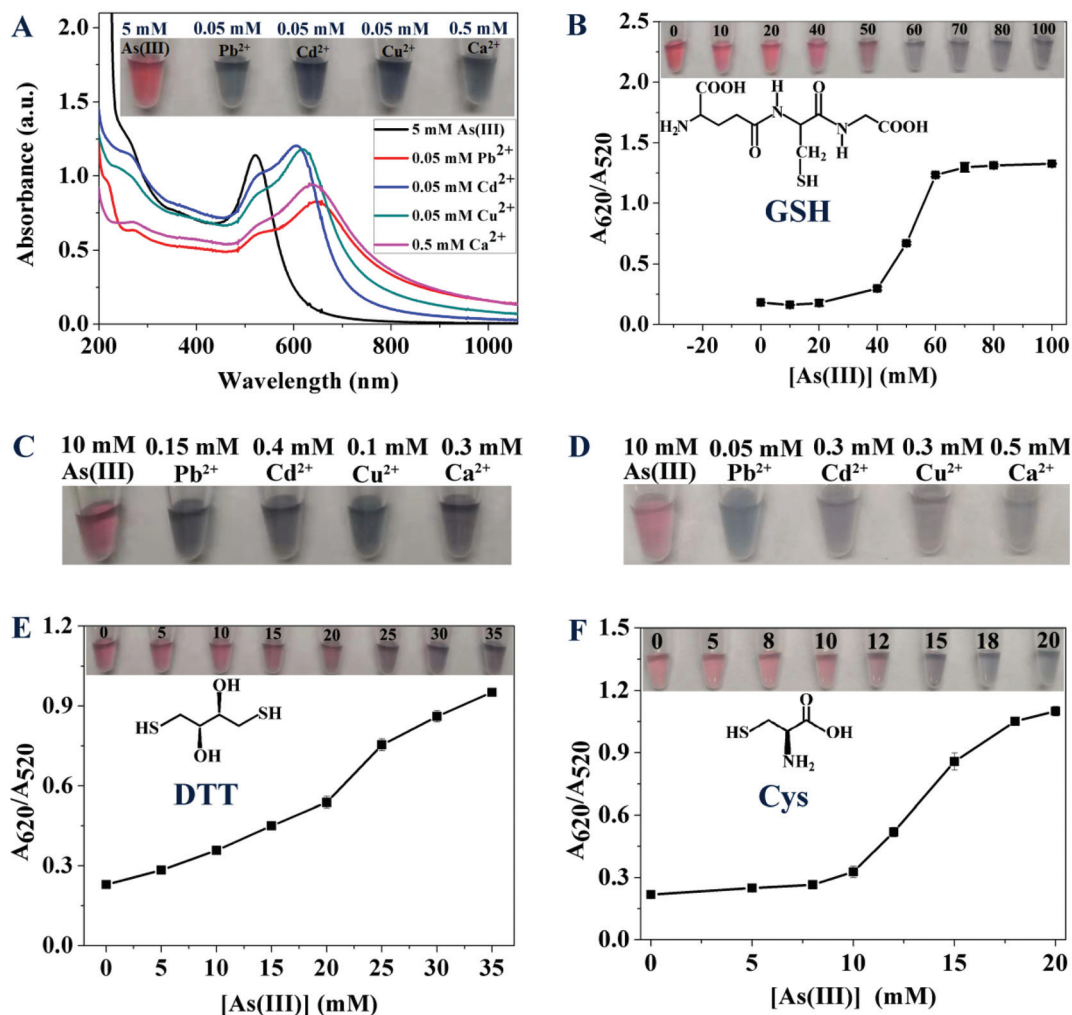 A
5 mM 0.05 mM 0.05 mM 0.05 mM 0.5 mM
As(III) Pb²⁺ Cd²⁺ Cu²⁺ Ca²⁺
5 mM As(III)
0.05 mM Pb²⁺
0.05 mM Cd²⁺
0.05 mM Cu²⁺
0.5 mM Ca²⁺
Absorbance (a.u.)
2.0
1.5
1.0
0.5
0.0
200 400 600 800 1000
Wavelength (nm)
B
0 10 20 40 50 60 70 80 100
COOH
H
O
H₂N
N
N
COOH
O
CH₂
H
SH
GSH
A₆₂₀/A₅₂₀
2.5
2.0
1.5
1.0
0.5
0.0
-20 0 20 40 60 80 100
[As(III)] (mM)
C
10 mM 0.15 mM 0.4 mM 0.1 mM 0.3 mM
As(III) Pb²⁺ Cd²⁺ Cu²⁺ Ca²⁺
D
10 mM 0.05 mM 0.3 mM 0.3 mM 0.5 mM
As(III) Pb²⁺ Cd²⁺ Cu²⁺ Ca²⁺
E
0 5 10 15 20 25 30 35
OH
HS
SH
OH
DTT
A₆₂₀/A₅₂₀
1.2
0.9
0.6
0.3
0.0
0 5 10 15 20 25 30 35
[As(III)] (mM)
F
0 5 8 10 12 15 18 20
O
HS
OH
NH₂
Cys
A₆₂₀/A₅₂₀
1.5
1.2
0.9
0.6
0.3
0.0
0 5 10 15 20
[As(III)] (mM)